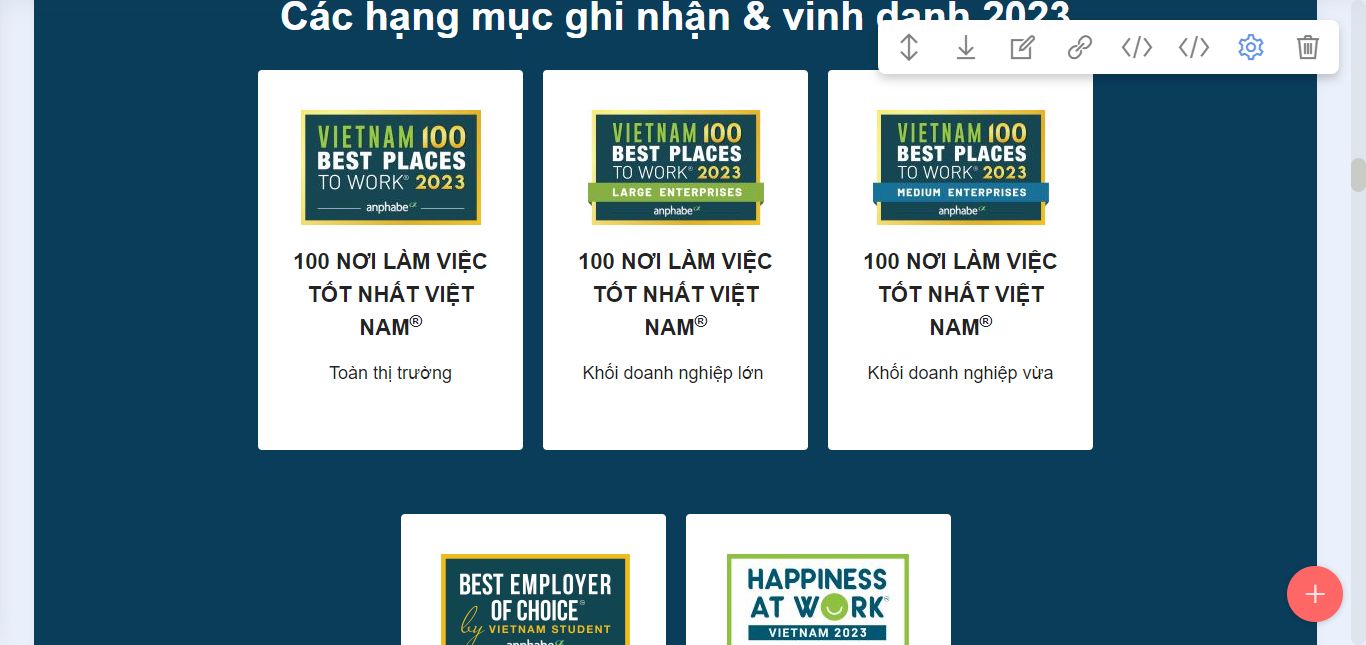 Các hạng mục ghi nhận & vinh danh 2023
VIETNAM 100
BEST PLACES
TO WORK® 2023
anphabe
100 NƠI LÀM VIỆC
TỐT NHẤT VIỆT
NAM®
Toàn thị trường
VIETNAM 100
BEST PLACES
TO WORK® 2023
LARGE ENTERPRISES
anphabe
100 NƠI LÀM VIỆC
TỐT NHẤT VIỆT
NAM®
Khối doanh nghiệp lớn
VIETNAM 100
BEST PLACES
TO WORK® 2023
MEDIUM ENTERPRISES
anphabe
100 NƠI LÀM VIỆC
TỐT NHẤT VIỆT
NAM®
Khối doanh nghiệp vừa
BEST EMPLOYER
OF CHOICE®
by VIETNAM STUDENT
anphabe
HAPPINESS
AT WORK®
VIETNAM 2023